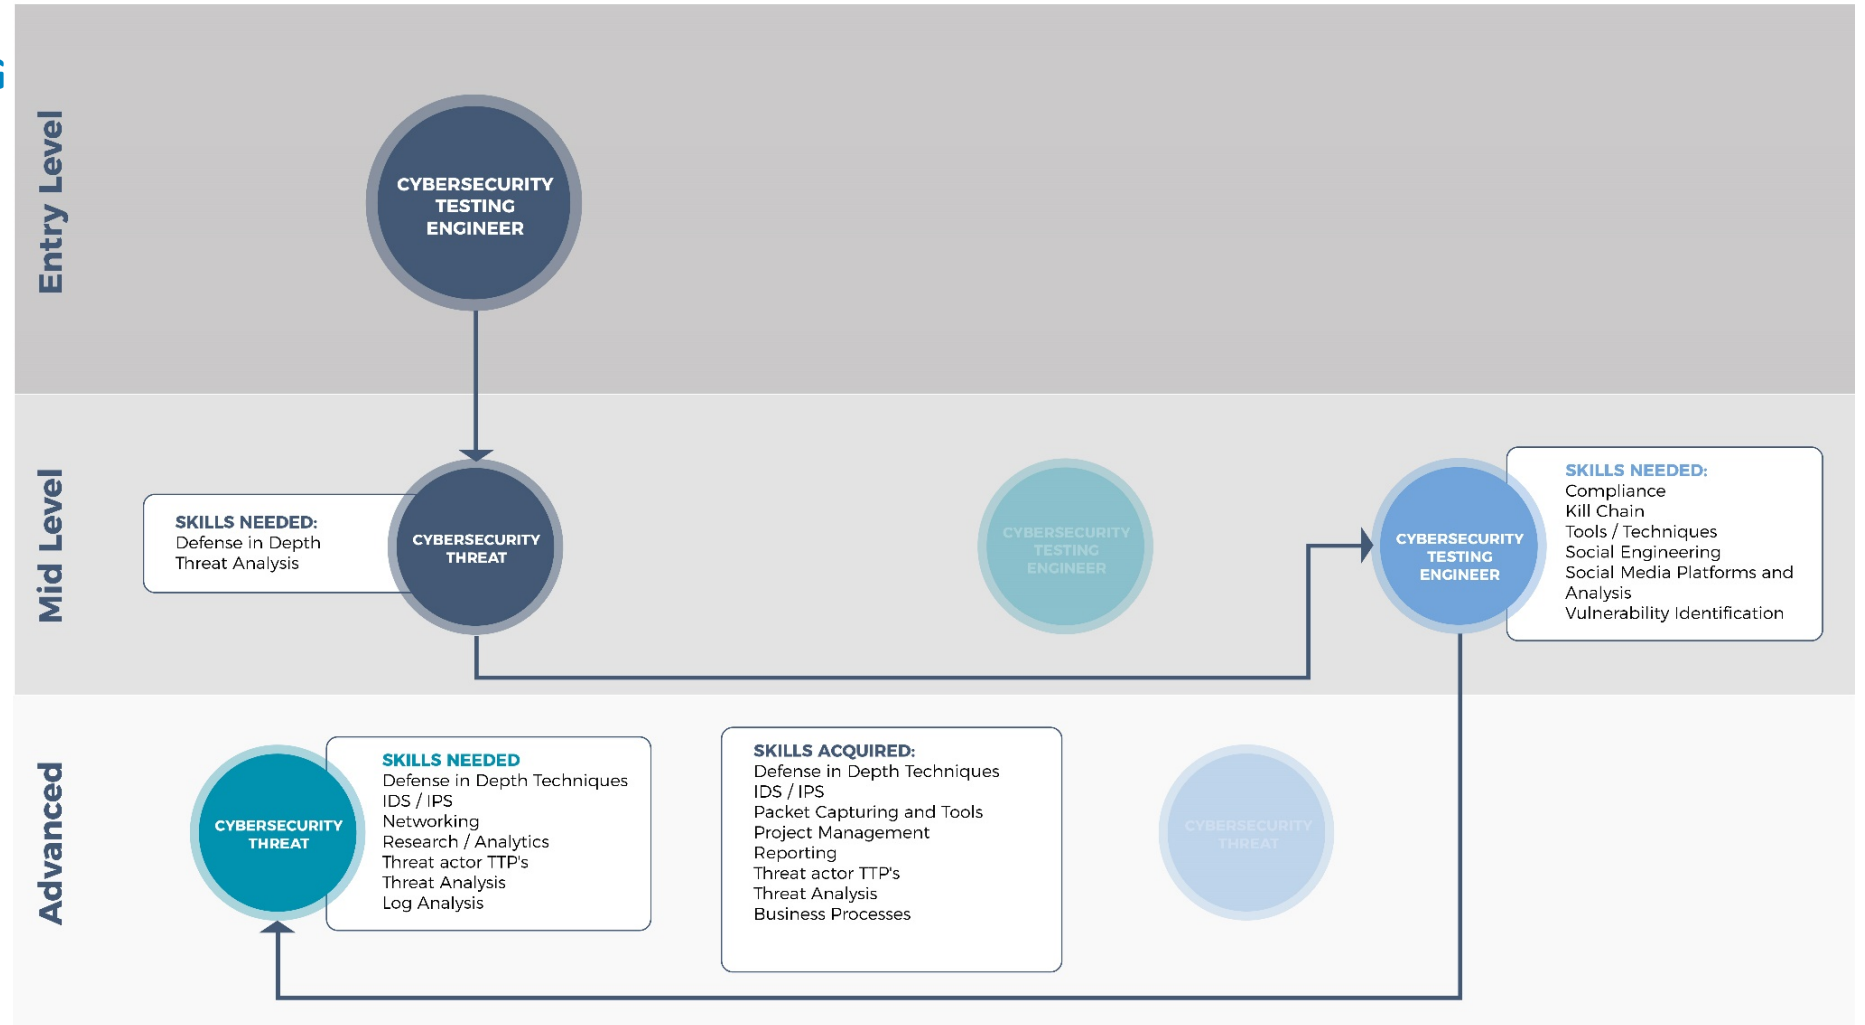 Entry Level
CYBERSECURITY
TESTING
ENGINEER
Mid Level
SKILLS NEEDED:
Defense in Depth
Threat Analysis
CYBERSECURITY
THREAT
CYBERSECURITY
TESTING
ENGINEER
CYBERSECURITY
TESTING
ENGINEER
SKILLS NEEDED:
Compliance
Kill Chain
Tools / Techniques
Social Engineering
Social Media Platforms and
Analysis
Vulnerability Identification
Advanced
CYBERSECURITY
THREAT
SKILLS NEEDED
Defense in Depth Techniques
IDS / IPS
Networking
Research / Analytics
Threat actor TTP's
Threat Analysis
Log Analysis
SKILLS ACQUIRED:
Defense in Depth Techniques
IDS / IPS
Packet Capturing and Tools
Project Management
Reporting
Threat actor TTP's
Threat Analysis
Business Processes
CYBERSECURITY
THREAT